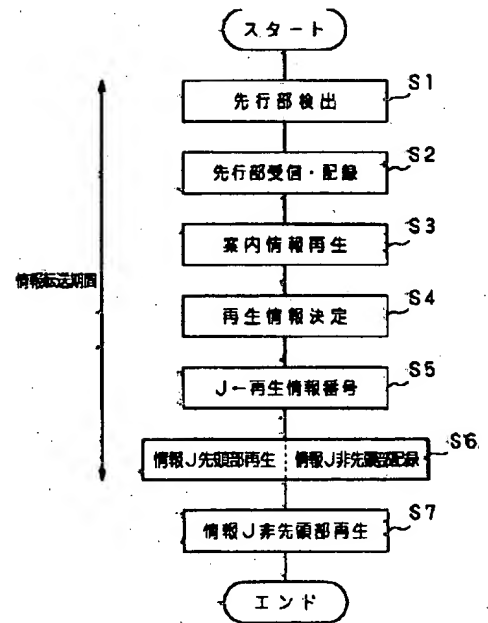 スタート
S1
先行部検出
S2
先行部受信・記録
S3
案内情報再生
S4
再生情報決定
S5
J←再生情報番号
情報伝送期間
S6
情報J先頭部再生 情報J非先頭部記録
S7
情報J非先頭部再生
エンド